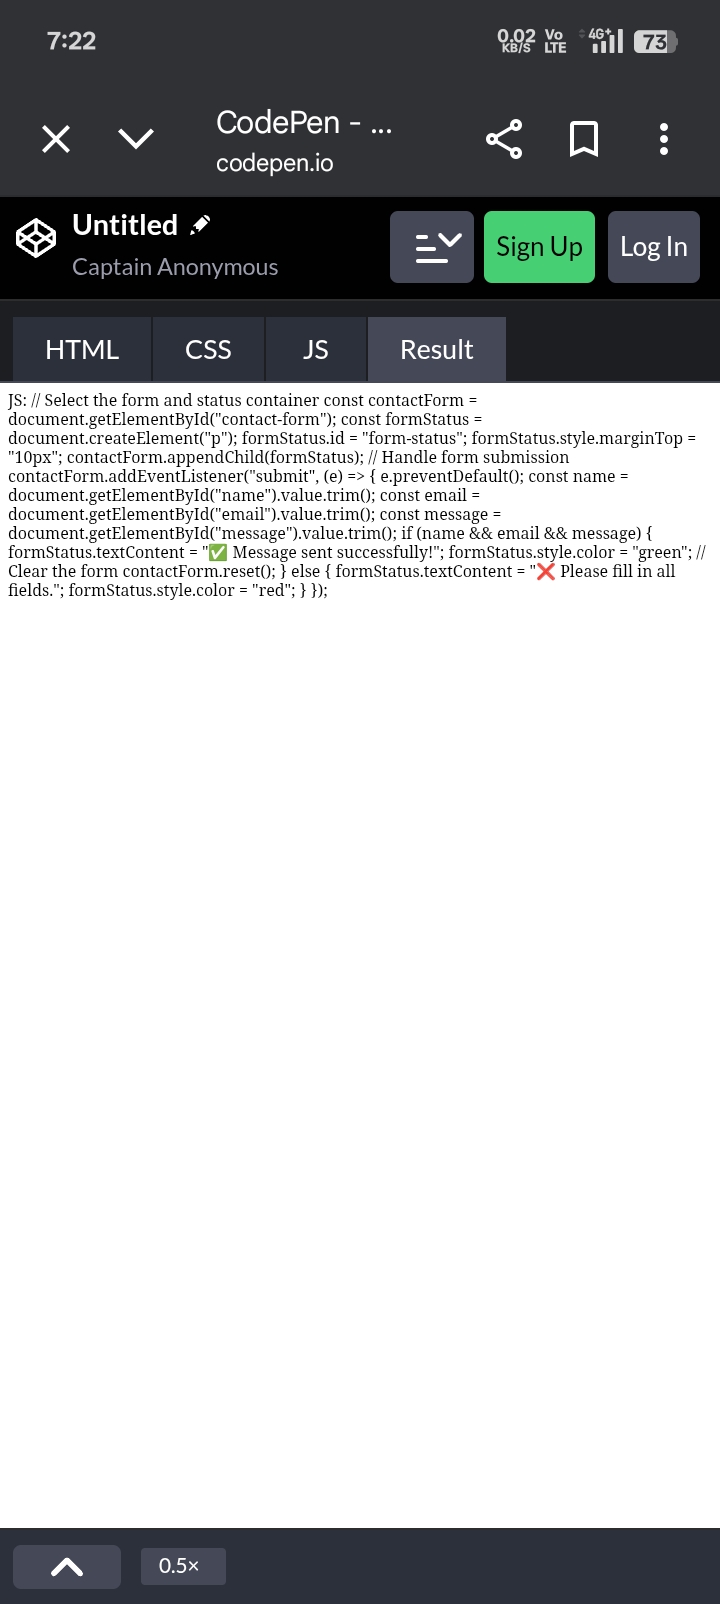 7:22
0.02 KB/S Vo LTE 4G+ 73
CodePen - ...
codepen.io
Untitled
Captain Anonymous
Sign Up
Log In
HTML CSS JS Result
JS: // Select the form and status container const contactForm =
document.getElementById("contact-form"); const formStatus =
document.createElement("p"); formStatus.id = "form-status"; formStatus.style.marginTop =
"10px"; contactForm.appendChild(formStatus); // Handle form submission
contactForm.addEventListener("submit", (e) => { e.preventDefault(); const name =
document.getElementById("name").value.trim(); const email =
document.getElementById("email").value.trim(); const message =
document.getElementById("message").value.trim(); if (name && email && message) {
formStatus.textContent = "✅ Message sent successfully!"; formStatus.style.color = "green"; //
Clear the form contactForm.reset(); } else { formStatus.textContent = "❌ Please fill in all
fields."; formStatus.style.color = "red"; } });
0.5×